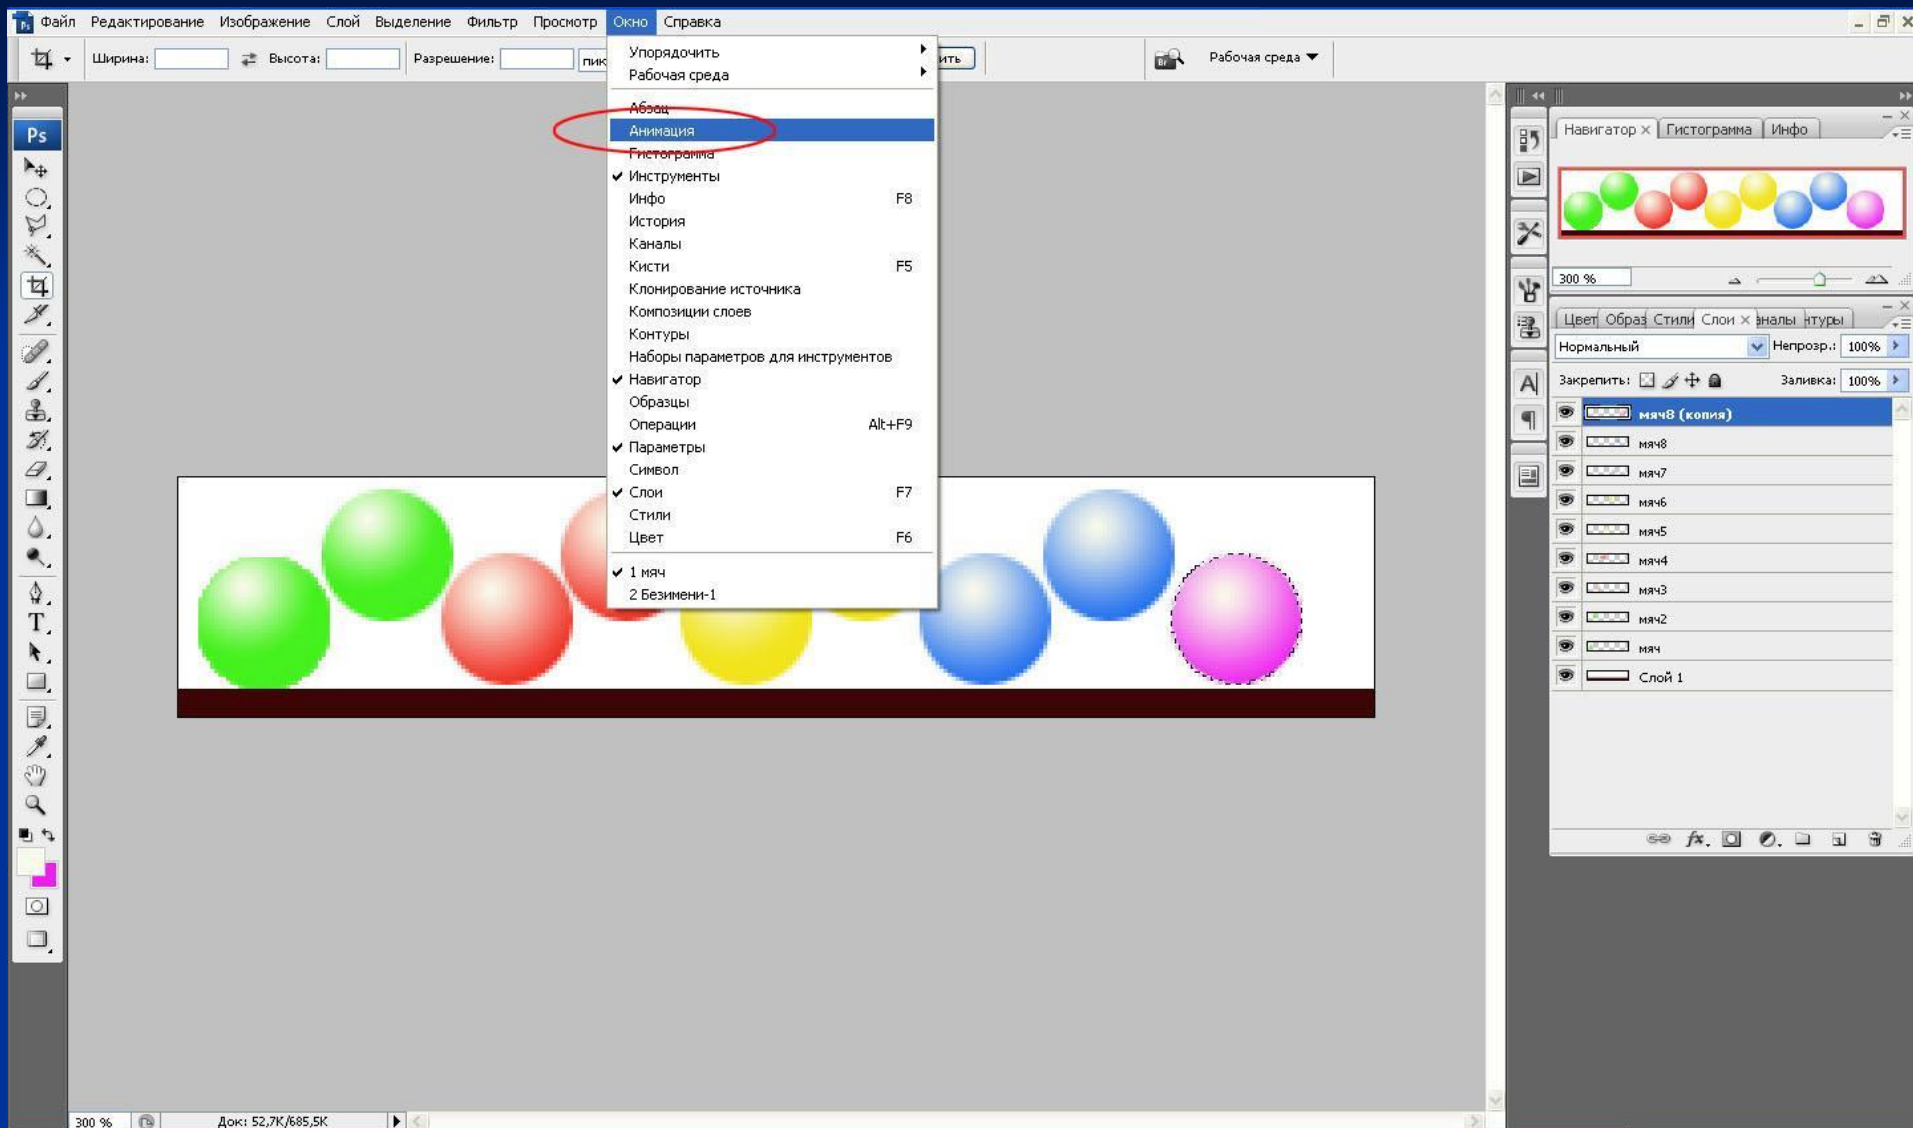 Файл Редактирование Изображение Слой Выделение Фильтр Просмотр Окно Справка
Ширина: Высота: Разрешение: пик ить Рабочая среда
Упорядочить
Рабочая среда
Абзац
Анимация
Гистограмма
Инструменты
Инфо F8
История
Каналы
Кисти F5
Клонирование источника
Композиции слоев
Контуры
Наборы параметров для инструментов
Навигатор
Образцы
Операции Alt+F9
Параметры
Символ
Слои F7
Стили
Цвет F6
1 мяч
2 Безимени-1
Ps
Навигатор Гистограмма Инфо
300 %
Цвет Образ Стили Слои аналы нтуры
Нормальный Непрозр.: 100%
Закрепить: Заливка: 100%
мяч8 (копия)
мяч8
мяч7
мяч6
мяч5
мяч4
мяч3
мяч2
мяч
Слой 1
300 % Док: 52,7K/685,5K